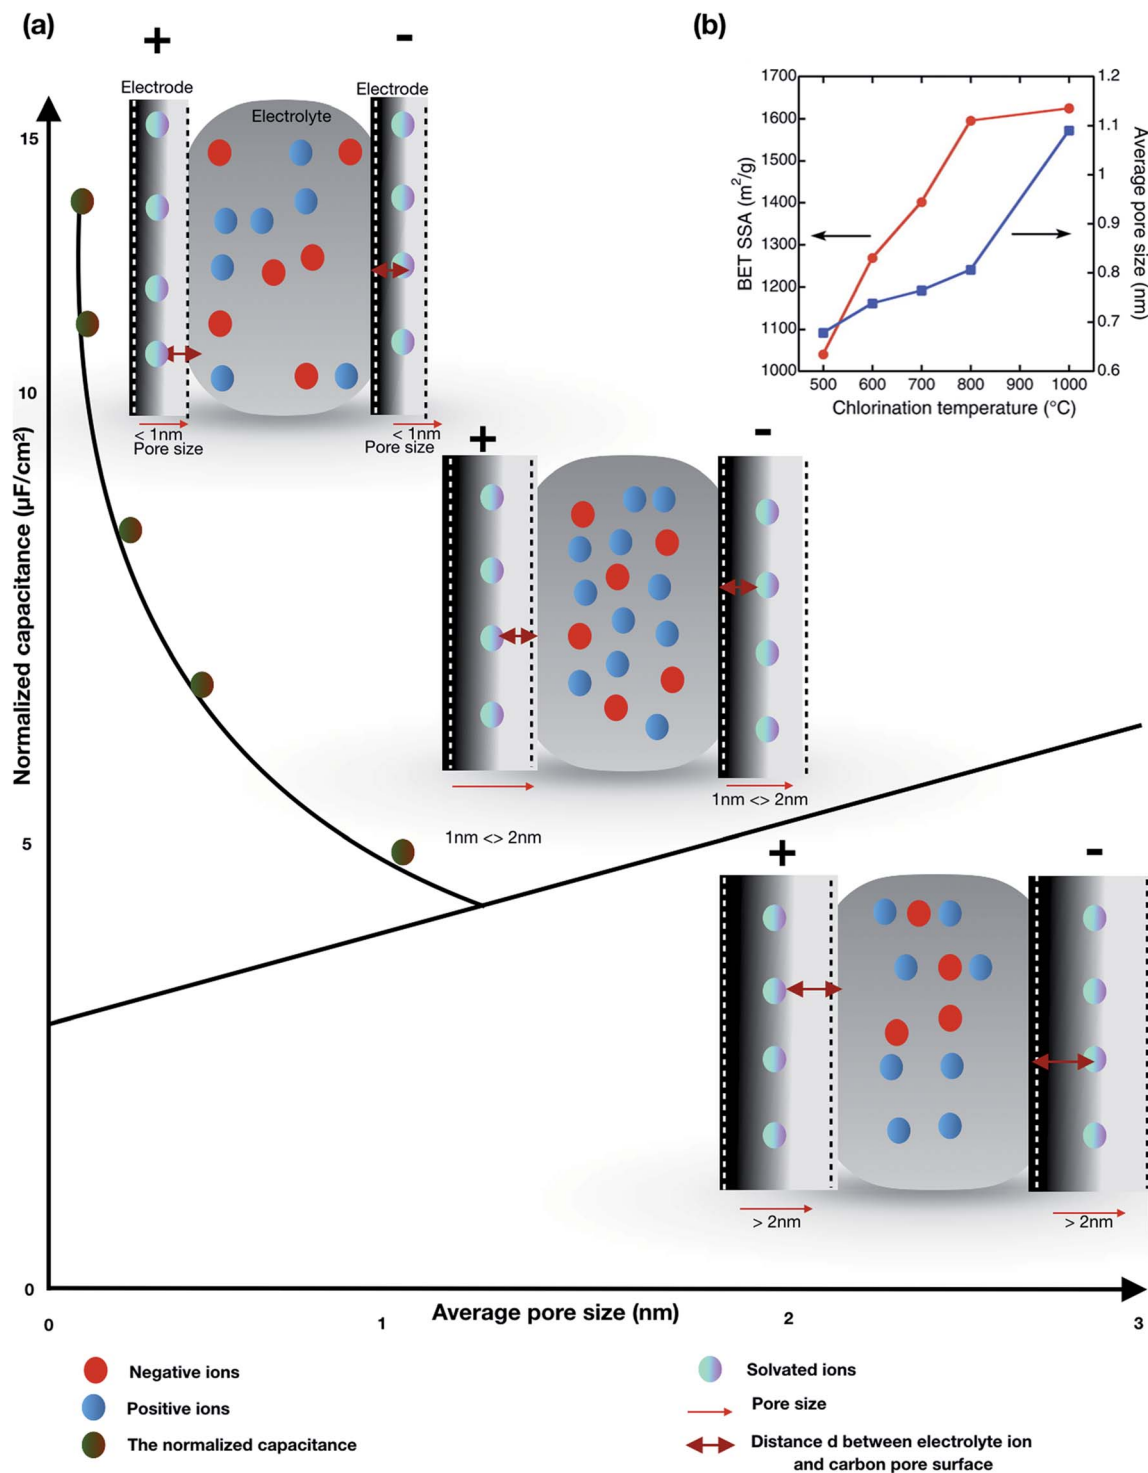 (a)
+
-
Electrode
Electrode
Electrolyte
15
10
5
0
Normalized capacitance (µF/cm²)
< 1nm
Pore size
< 1nm
Pore size
(b)
1700
1600
1500
1400
1300
1200
1100
1000
BET SSA (m²/g)
1.2
1.1
1
0.9
0.8
0.7
0.6
Average pore size (nm)
500 600 700 800 900 1000
Chlorination temperature (°C)
+
-
1nm <> 2nm
1nm <> 2nm
+
-
> 2nm
> 2nm
0 1 2 3
Average pore size (nm)
Negative ions
Positive ions
The normalized capacitance
Solvated ions
Pore size
Distance d between electrolyte ion
and carbon pore surface